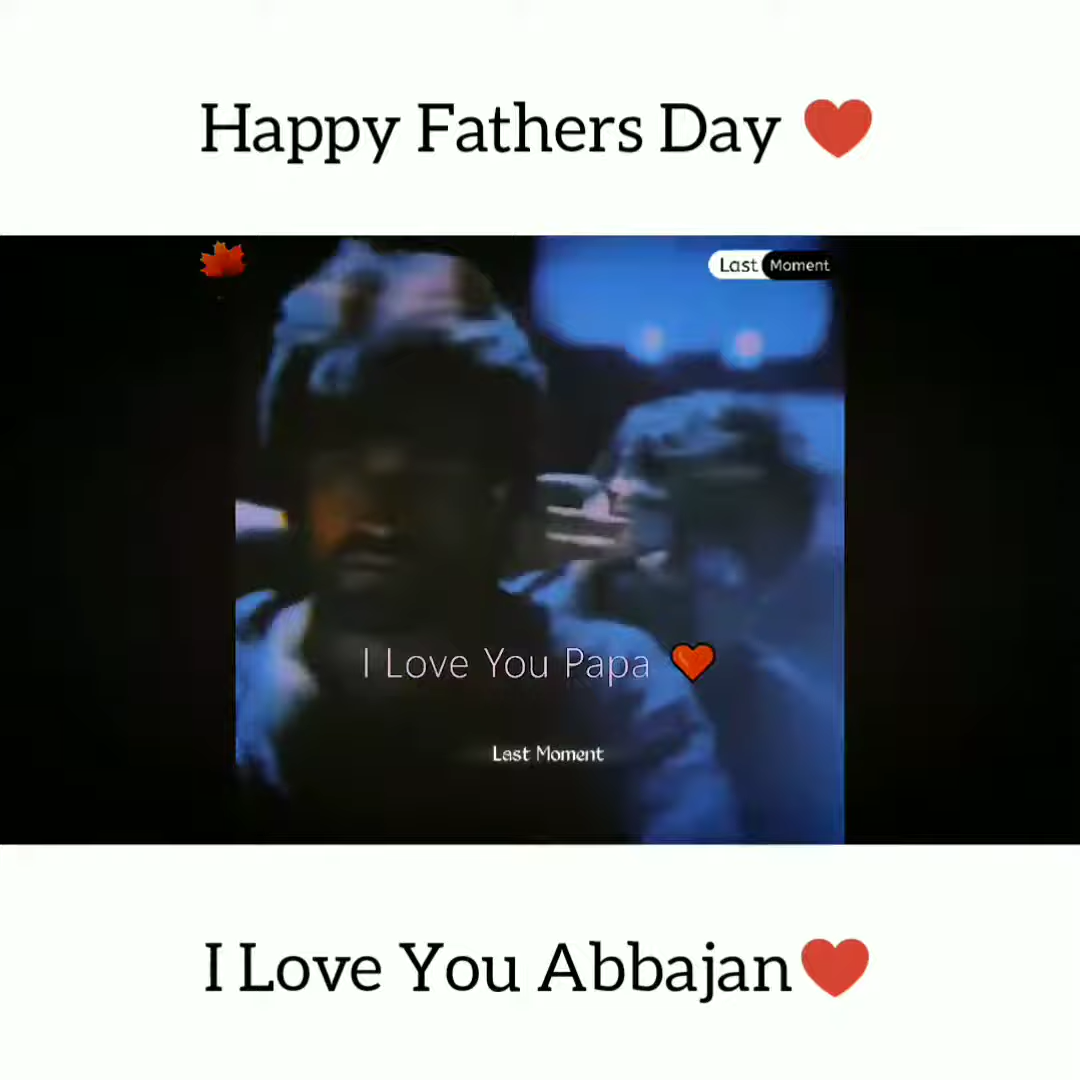 Happy Fathers Day ❤️
Last Moment
I Love You Papa ❤️
Last Moment
I Love You Abbajan❤️